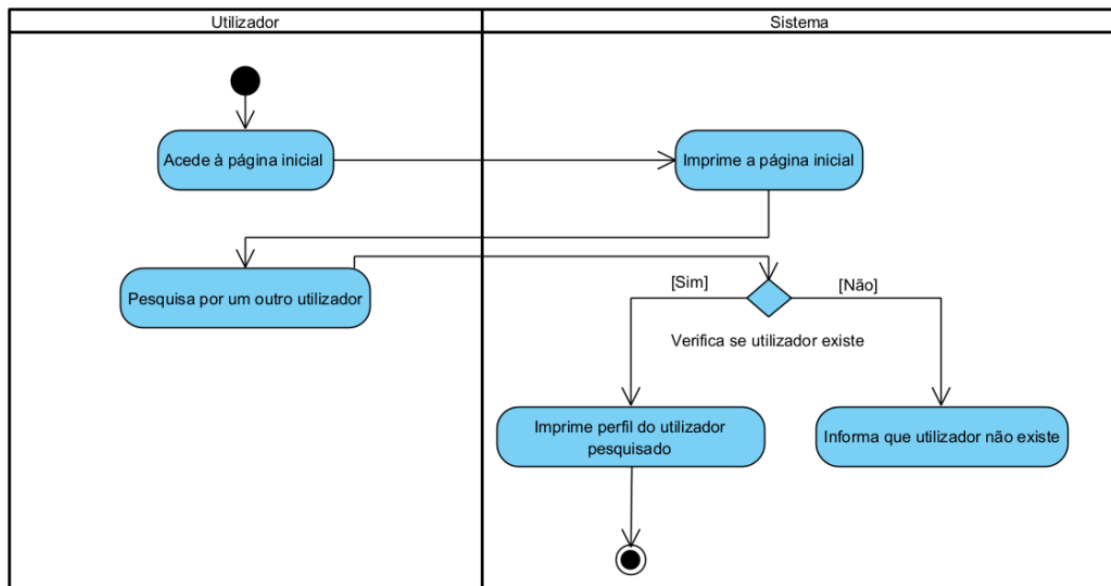 Utilizador
Sistema
Acede à página inicial
Imprime a página inicial
Pesquisa por um outro utilizador
[Sim]
[Não]
Verifica se utilizador existe
Imprime perfil do utilizador
pesquisado
Informa que utilizador não existe